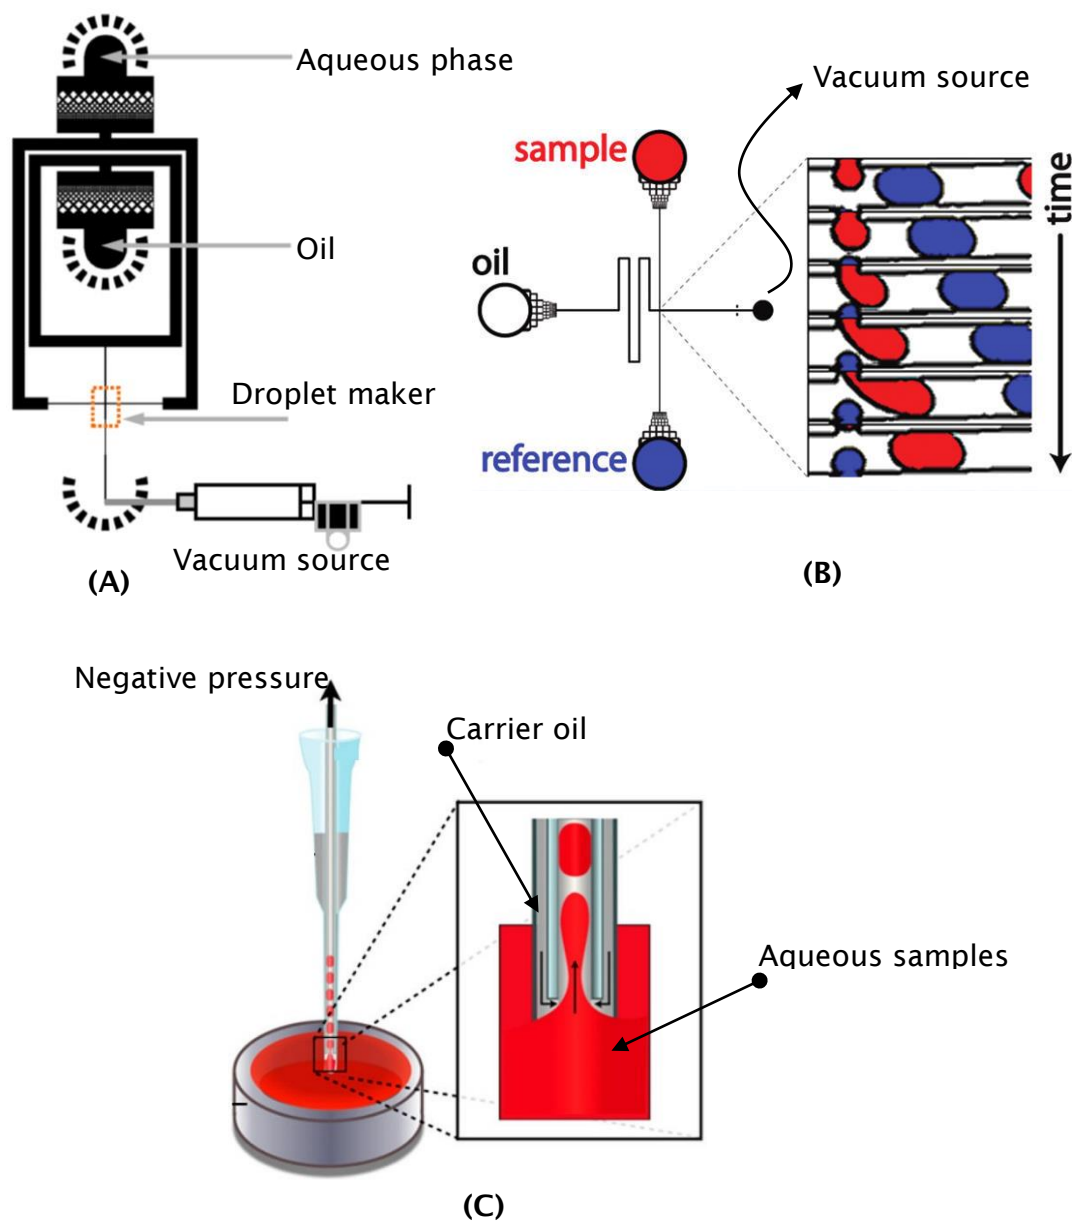 Aqueous phase
Oil
Droplet maker
Vacuum source
(A)
Vacuum source
sample
oil
reference
time
(B)
Negative pressure
Carrier oil
Aqueous samples
(C)